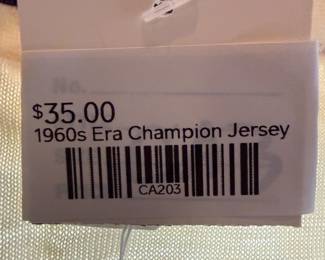 No.
$35.00
1960s Era Champion Jersey
CA203